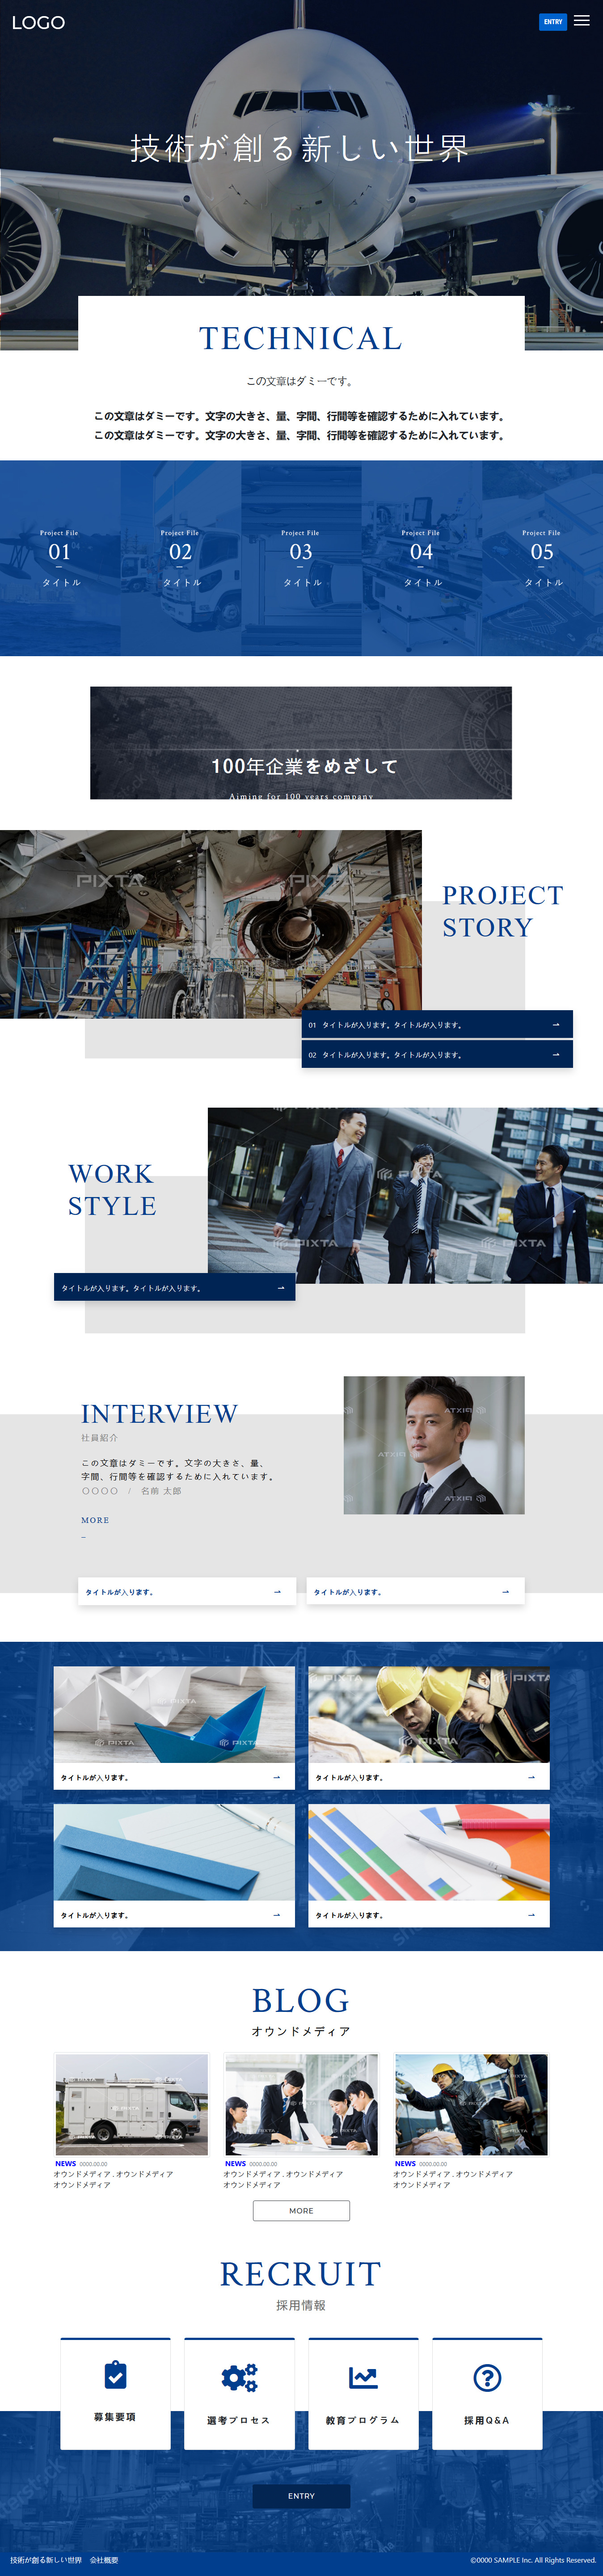 LOGO
ENTRY
技術が創る新しい世界
TECHNICAL
この文章はダミーです。
この文章はダミーです。文字の大きさ、量、字間、行間等を確認するために入れています。
この文章はダミーです。文字の大きさ、量、字間、行間等を確認するために入れています。
Project File
01
タイトル
Project File
02
タイトル
Project File
03
タイトル
Project File
04
タイトル
Project File
05
タイトル
100年企業をめざして
Aiming for 100 years company
PIXTA
PIXTA
PROJECT
STORY
01 タイトルが入ります。タイトルが入ります。
02 タイトルが入ります。タイトルが入ります。
WORK
STYLE
PIXTA
PIXTA
PIXTA
タイトルが入ります。タイトルが入ります。
INTERVIEW
社員紹介
この文章はダミーです。文字の大きさ、量、
字間、行間等を確認するために入れています。
〇〇〇〇 / 名前 太郎
MORE
PIXTA
PIXTA
PIXTA
タイトルが入ります。
タイトルが入ります。
PIXTA
PIXTA
PIXTA
タイトルが入ります。
PIXTA
PIXTA
PIXTA
タイトルが入ります。
タイトルが入ります。
タイトルが入ります。
BLOG
オウンドメディア
NEWS 0000.00.00
オウンドメディア . オウンドメディア
オウンドメディア
NEWS 0000.00.00
オウンドメディア . オウンドメディア
オウンドメディア
NEWS 0000.00.00
オウンドメディア . オウンドメディア
オウンドメディア
MORE
RECRUIT
採用情報
募集要項
選考プロセス
教育プログラム
採用Q&A
ENTRY
技術が創る新しい世界 会社概要
©0000 SAMPLE Inc. All Rights Reserved.